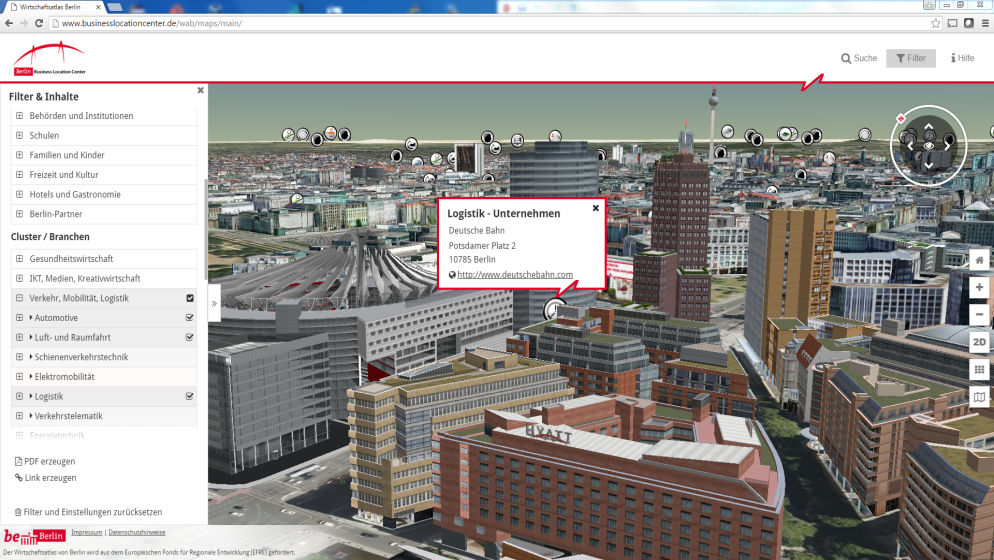 Wirtschaftsatlas Berlin
www.businesslocationcenter.de/wab/maps/main/
Berlin Business Location Center
Suche
Filter
Hilfe
Filter & Inhalte
Behörden und Institutionen
Schulen
Familien und Kinder
Freizeit und Kultur
Hotels und Gastronomie
Berlin-Partner
Cluster / Branchen
Gesundheitswirtschaft
IKT, Medien, Kreativwirtschaft
Verkehr, Mobilität, Logistik
Automotive
Luft- und Raumfahrt
Schienenverkehrstechnik
Elektromobilität
Logistik
Verkehrstelematik
Energietechnik
PDF erzeugen
Link erzeugen
Filter und Einstellungen zurücksetzen
»
Logistik - Unternehmen
Deutsche Bahn
Potsdamer Platz 2
10785 Berlin
http://www.deutschebahn.com
N
2D
HYATT
be Berlin
Impressum | Datenschutzhinweise
Der Wirtschaftsatlas von Berlin wird aus dem Europäischen Fonds für Regionale Entwicklung (EFRE) gefördert.